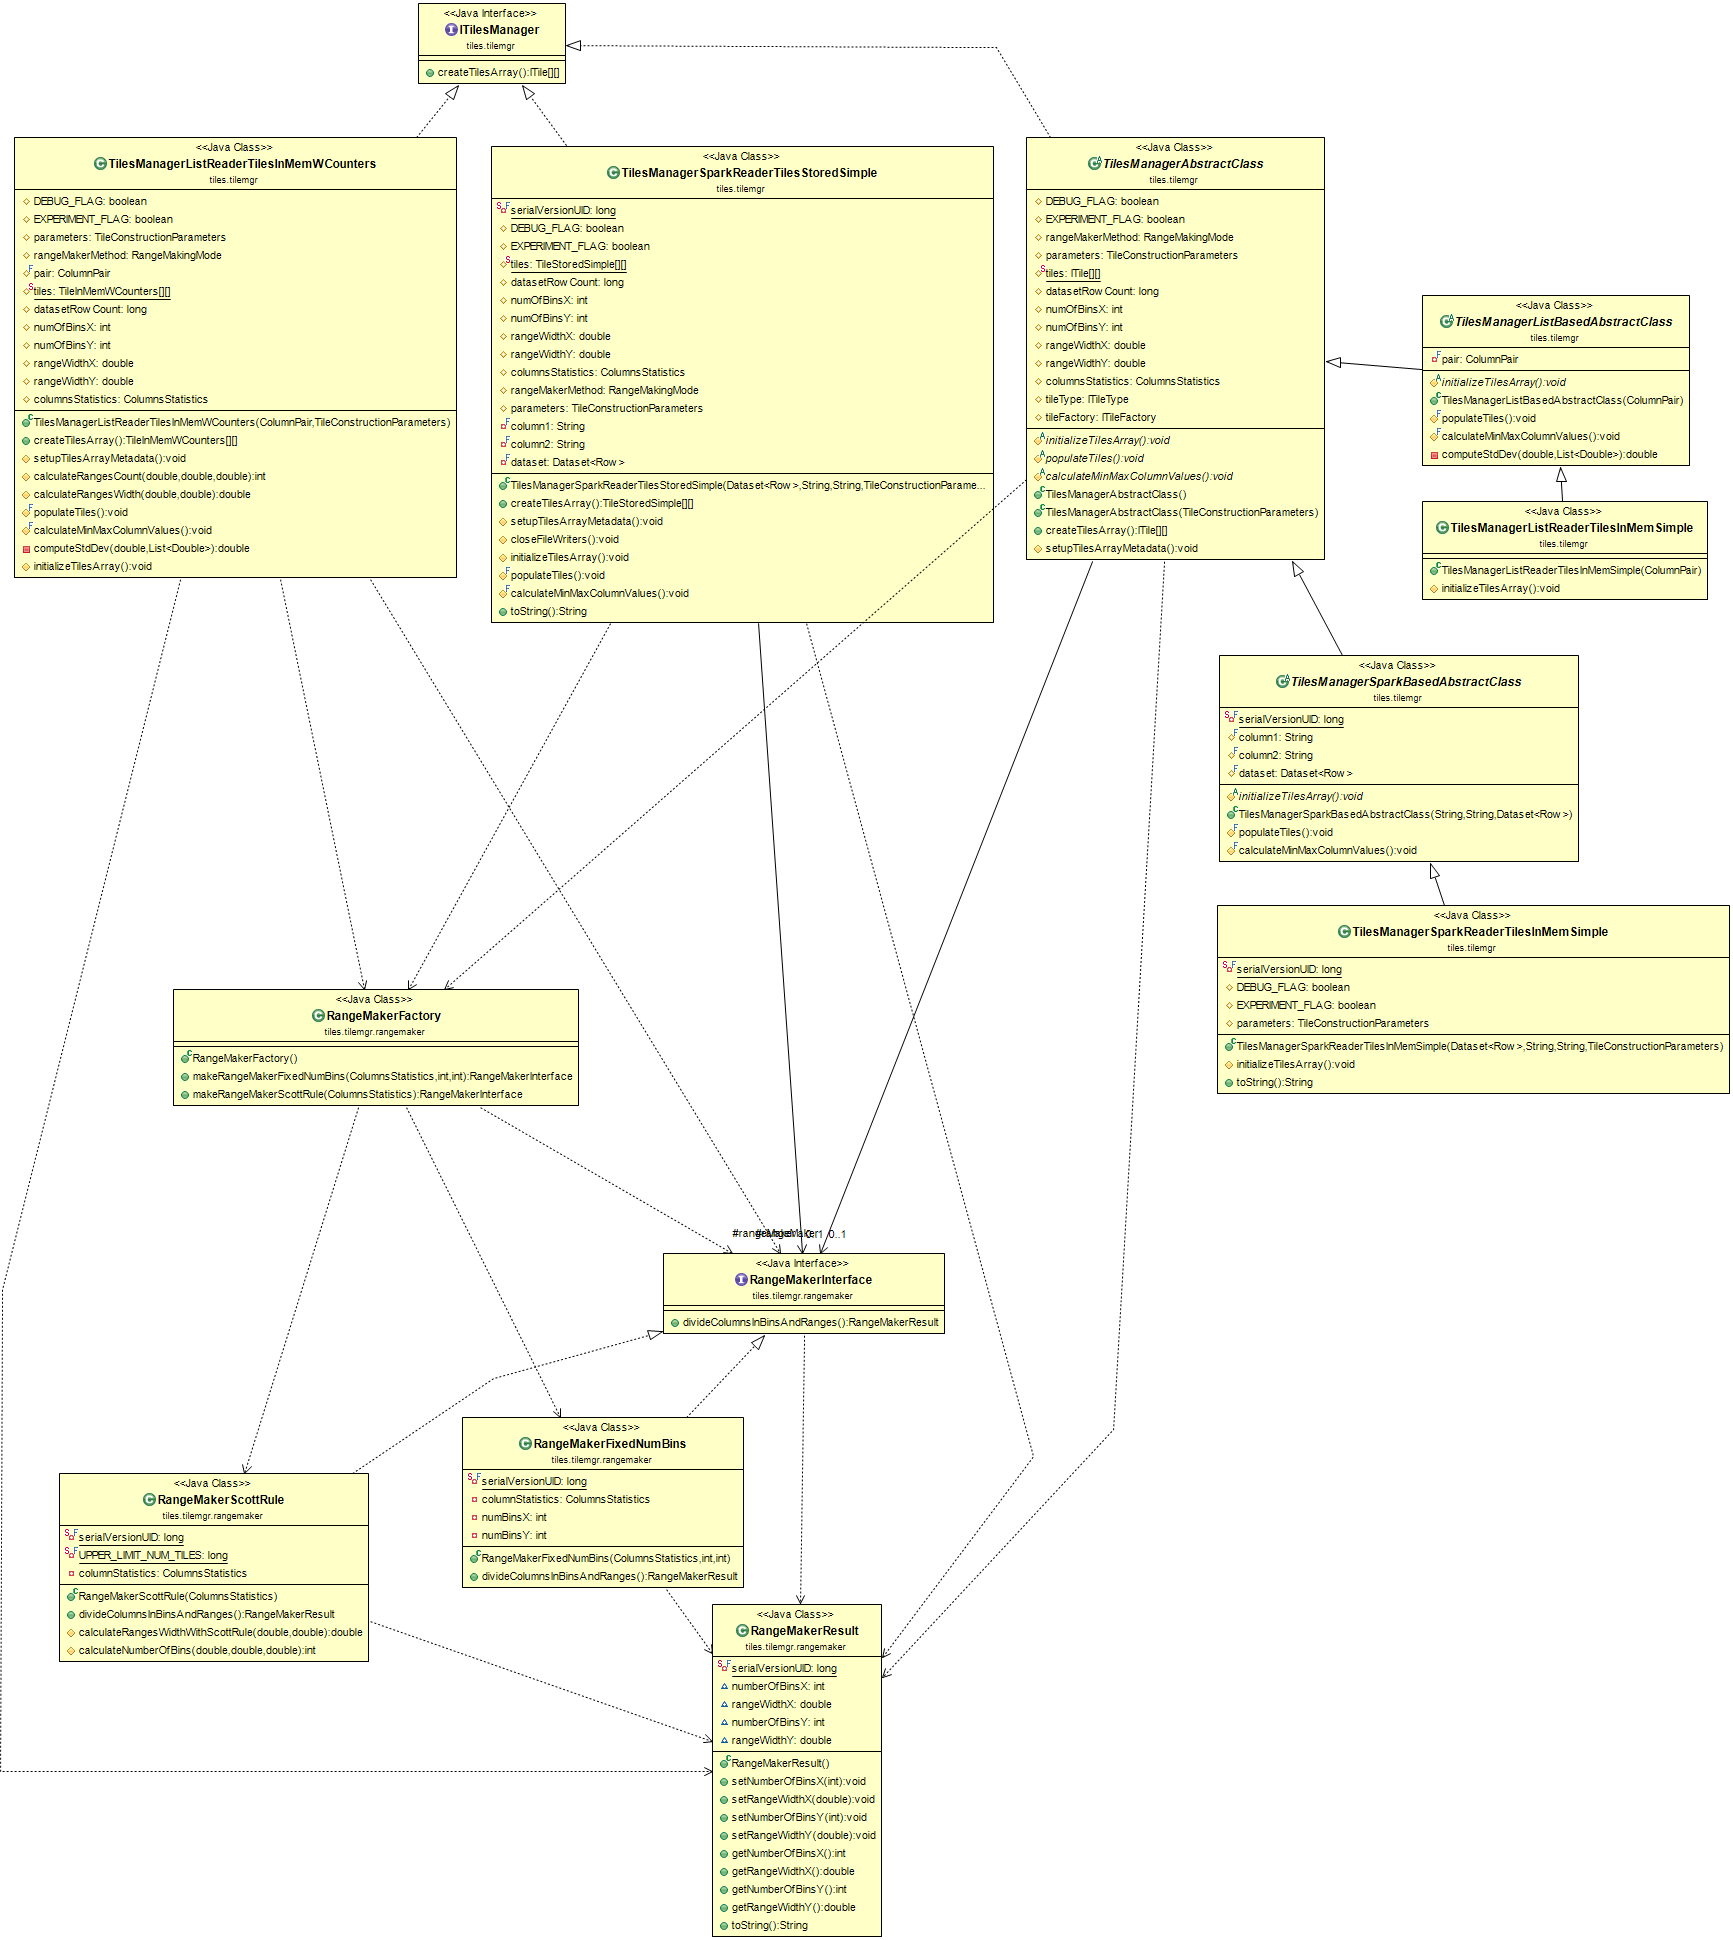 <<Java Interface>>
ITilesManager
tiles.tilemgr
createTilesArray():ITile[][]
<<Java Class>>
TilesManagerListReaderTilesInMemWCounters
tiles.tilemgr
DEBUG_FLAG: boolean
EXPERIMENT_FLAG: boolean
parameters: TileConstructionParameters
rangeMakerMethod: RangeMakingMode
pair: ColumnPair
tiles: TileInMemWCounters[][]
datasetRowCount: long
numOfBinsX: int
numOfBinsY: int
rangeWidthX: double
rangeWidthY: double
columnsStatistics: ColumnsStatistics
TilesManagerListReaderTilesInMemWCounters(ColumnPair,TileConstructionParameters)
createTilesArray():TileInMemWCounters[][]
setupTilesArrayMetadata():void
calculateRangesCount(double,double,double):int
calculateRangesWidth(double,double):double
populateTiles():void
calculateMinMaxColumnValues():void
computeStdDev(double,List<Double>):double
initializeTilesArray():void
<<Java Class>>
TilesManagerSparkReaderTilesStoredSimple
tiles.tilemgr
serialVersionUID: long
DEBUG_FLAG: boolean
EXPERIMENT_FLAG: boolean
tiles: TileStoredSimple[][]
datasetRowCount: long
numOfBinsX: int
numOfBinsY: int
rangeWidthX: double
rangeWidthY: double
columnsStatistics: ColumnsStatistics
rangeMakerMethod: RangeMakingMode
parameters: TileConstructionParameters
column1: String
column2: String
dataset: Dataset<Row>
TilesManagerSparkReaderTilesStoredSimple(Dataset<Row>,String,String,TileConstructionParame...
createTilesArray():TileStoredSimple[][]
setupTilesArrayMetadata():void
closeFileWriters():void
initializeTilesArray():void
populateTiles():void
calculateMinMaxColumnValues():void
toString():String
<<Java Class>>
TilesManagerAbstractClass
tiles.tilemgr
DEBUG_FLAG: boolean
EXPERIMENT_FLAG: boolean
rangeMakerMethod: RangeMakingMode
parameters: TileConstructionParameters
tiles: ITile[][]
datasetRowCount: long
numOfBinsX: int
numOfBinsY: int
rangeWidthX: double
rangeWidthY: double
columnsStatistics: ColumnsStatistics
tileType: ITileType
tileFactory: ITileFactory
initializeTilesArray():void
populateTiles():void
calculateMinMaxColumnValues():void
TilesManagerAbstractClass()
TilesManagerAbstractClass(TileConstructionParameters)
createTilesArray():ITile[][]
setupTilesArrayMetadata():void
<<Java Class>>
TilesManagerListBasedAbstractClass
tiles.tilemgr
pair: ColumnPair
initializeTilesArray():void
TilesManagerListBasedAbstractClass(ColumnPair)
populateTiles():void
calculateMinMaxColumnValues():void
computeStdDev(double,List<Double>):double
<<Java Class>>
TilesManagerListReaderTilesInMemSimple
tiles.tilemgr
TilesManagerListReaderTilesInMemSimple(ColumnPair)
initializeTilesArray():void
<<Java Class>>
TilesManagerSparkBasedAbstractClass
tiles.tilemgr
serialVersionUID: long
column1: String
column2: String
dataset: Dataset<Row>
initializeTilesArray():void
TilesManagerSparkBasedAbstractClass(String,String,Dataset<Row>)
populateTiles():void
calculateMinMaxColumnValues():void
<<Java Class>>
TilesManagerSparkReaderTilesInMemSimple
tiles.tilemgr
serialVersionUID: long
DEBUG_FLAG: boolean
EXPERIMENT_FLAG: boolean
parameters: TileConstructionParameters
TilesManagerSparkReaderTilesInMemSimple(Dataset<Row>,String,String,TileConstructionParameters)
initializeTilesArray():void
toString():String
<<Java Class>>
RangeMakerFactory
tiles.tilemgr.rangemaker
RangeMakerFactory()
makeRangeMakerFixedNumBins(ColumnsStatistics,int,int):RangeMakerInterface
makeRangeMakerScottRule(ColumnsStatistics):RangeMakerInterface
0..1
<<Java Interface>>
RangeMakerInterface
tiles.tilemgr.rangemaker
divideColumnsInBinsAndRanges():RangeMakerResult
<<Java Class>>
RangeMakerFixedNumBins
tiles.tilemgr.rangemaker
serialVersionUID: long
columnStatistics: ColumnsStatistics
numBinsX: int
numBinsY: int
RangeMakerFixedNumBins(ColumnsStatistics,int,int)
divideColumnsInBinsAndRanges():RangeMakerResult
<<Java Class>>
RangeMakerScottRule
tiles.tilemgr.rangemaker
serialVersionUID: long
UPPER_LIMIT_NUM_TILES: long
columnStatistics: ColumnsStatistics
RangeMakerScottRule(ColumnsStatistics)
divideColumnsInBinsAndRanges():RangeMakerResult
calculateRangesWidthWithScottRule(double,double):double
calculateNumberOfBins(double,double,double):int
<<Java Class>>
RangeMakerResult
tiles.tilemgr.rangemaker
serialVersionUID: long
numberOfBinsX: int
rangeWidthX: double
numberOfBinsY: int
rangeWidthY: double
RangeMakerResult()
setNumberOfBinsX(int):void
setRangeWidthX(double):void
setNumberOfBinsY(int):void
setRangeWidthY(double):void
getNumberOfBinsX():int
getRangeWidthX():double
getNumberOfBinsY():int
getRangeWidthY():double
toString():String